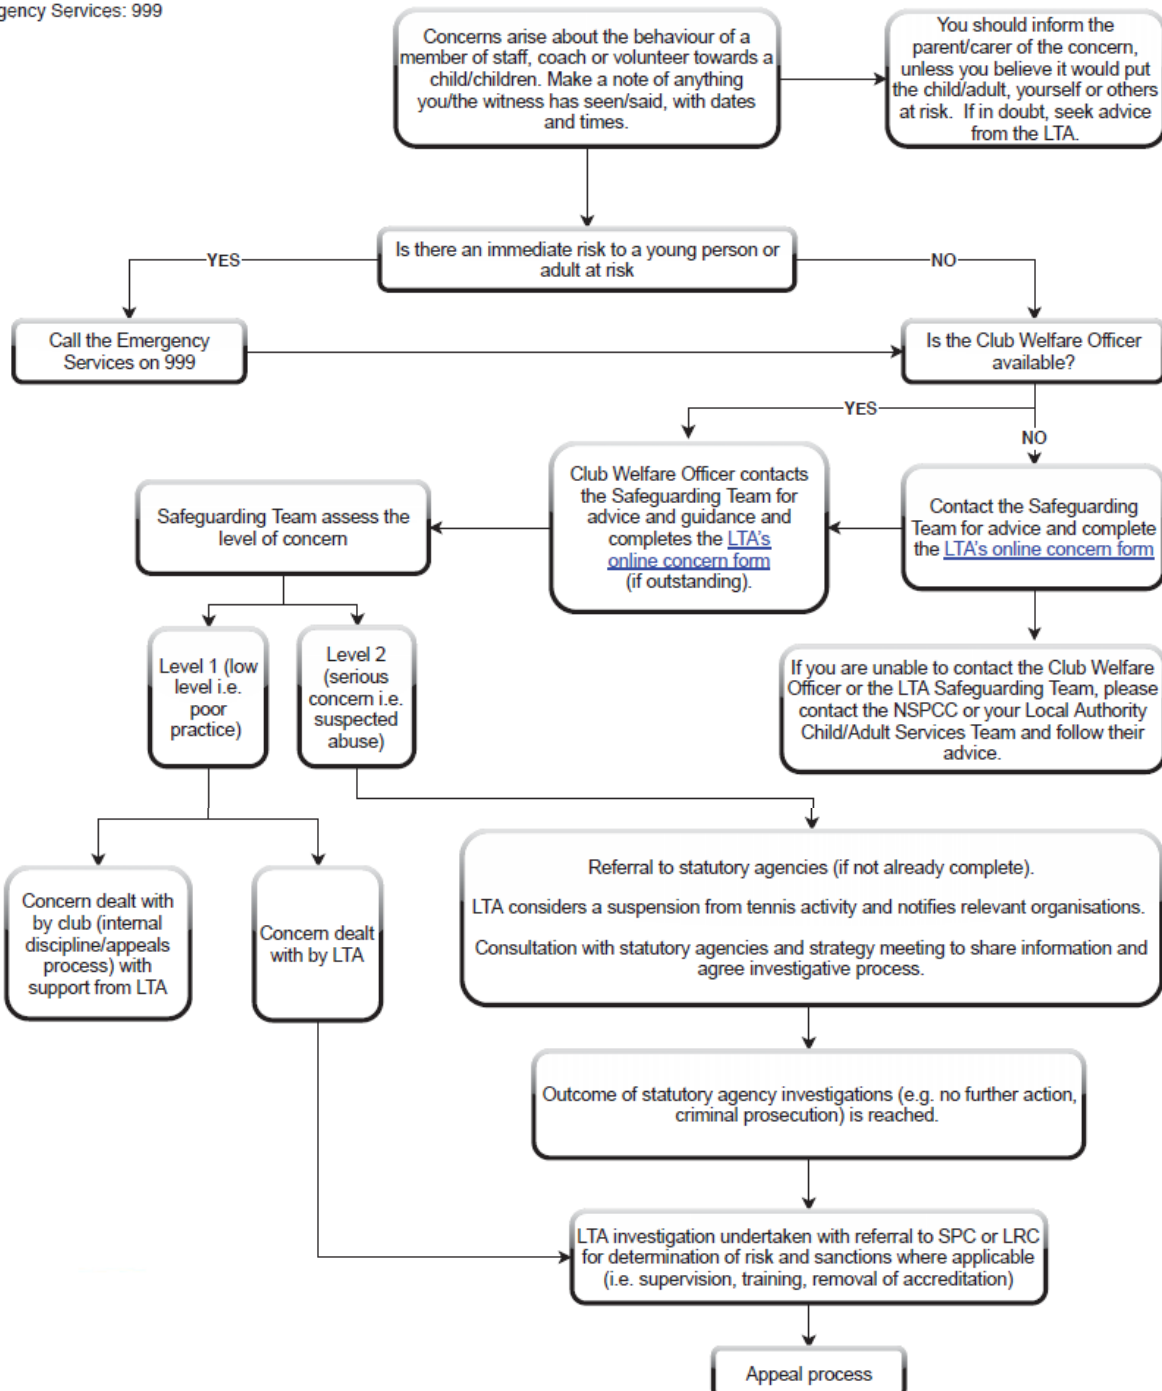 gency Services: 999
Concerns arise about the behaviour of a
member of staff, coach or volunteer towards a
child/children. Make a note of anything
you/the witness has seen/said, with dates
and times.
You should inform the
parent/carer of the concern,
unless you believe it would put
the child/adult, yourself or others
at risk. If in doubt, seek advice
from the LTA.
Is there an immediate risk to a young person or
adult at risk
YES
NO
Call the Emergency
Services on 999
Is the Club Welfare Officer
available?
YES
NO
Club Welfare Officer contacts
the Safeguarding Team for
advice and guidance and
completes the LTA's
online concern form
(if outstanding).
Contact the Safeguarding
Team for advice and complete
the LTA's online concern form
Safeguarding Team assess the
level of concern
Level 1 (low
level i.e.
poor
practice)
Level 2
(serious
concern i.e.
suspected
abuse)
If you are unable to contact the Club Welfare
Officer or the LTA Safeguarding Team, please
contact the NSPCC or your Local Authority
Child/Adult Services Team and follow their
advice.
Concern dealt with
by club (internal
discipline/appeals
process) with
support from LTA
Concern dealt
with by LTA
Referral to statutory agencies (if not already complete).
LTA considers a suspension from tennis activity and notifies relevant organisations.
Consultation with statutory agencies and strategy meeting to share information and
agree investigative process.
Outcome of statutory agency investigations (e.g. no further action,
criminal prosecution) is reached.
LTA investigation undertaken with referral to SPC or LRC
for determination of risk and sanctions where applicable
(i.e. supervision, training, removal of accreditation)
Appeal process